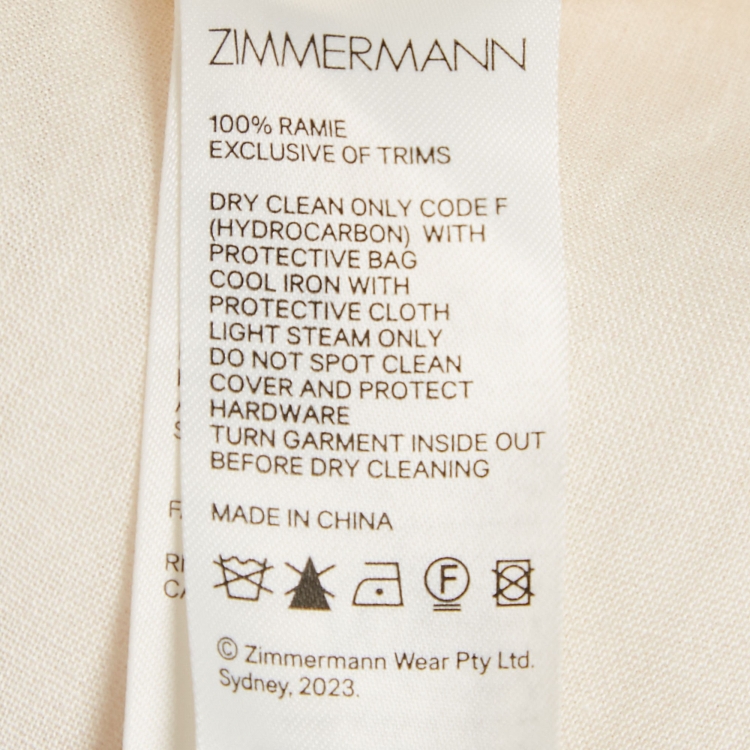 ZIMMERMANN
100% RAMIE
EXCLUSIVE OF TRIMS
DRY CLEAN ONLY CODE F
(HYDROCARBON) WITH
PROTECTIVE BAG
COOL IRON WITH
PROTECTIVE CLOTH
LIGHT STEAM ONLY
DO NOT SPOT CLEAN
COVER AND PROTECT
HARDWARE
TURN GARMENT INSIDE OUT
BEFORE DRY CLEANING
MADE IN CHINA
F
© Zimmermann Wear Pty Ltd.
Sydney, 2023.